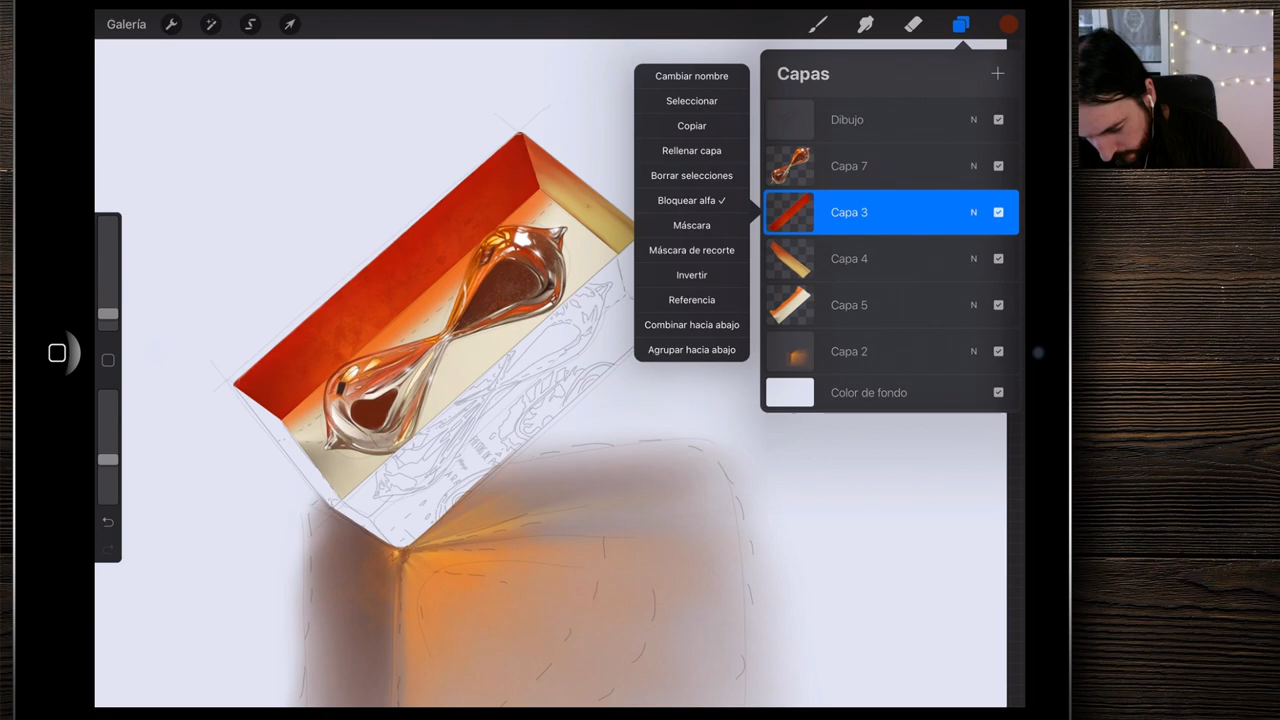 Galería
Cambiar nombre
Seleccionar
Copiar
Rellenar capa
Borrar selecciones
Bloquear alfa ✓
Máscara
Máscara de recorte
Invertir
Referencia
Combinar hacia abajo
Agrupar hacia abajo
Capas
Dibujo N
Capa 7 N
Capa 3 N
Capa 4 N
Capa 5 N
Capa 2 N
Color de fondo